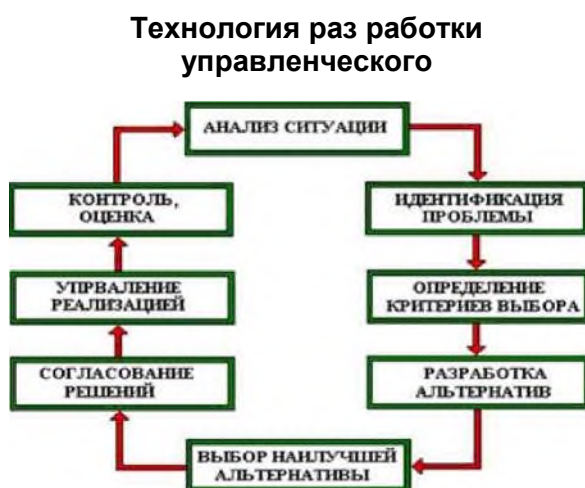 Технология раз работки
управленческого
АНАЛИЗ СИТУАЦИИ
ИДЕНТИФИКАЦИЯ
ПРОБЛЕМЫ
ОПРЕДЕЛЕНИЕ
КРИТЕРИЕВ ВЫБОРА
РАЗРАБОТКА
АЛЬТЕРНАТИВ
ВЫБОР НАИЛУЧШЕЙ
АЛЬТЕРНАТИВЫ
СОГЛАСОВАНИЕ
РЕШЕНИЙ
УПРВАЛЕНИЕ
РЕАЛИЗАЦИЕЙ
КОНТРОЛЬ,
ОЦЕНКА